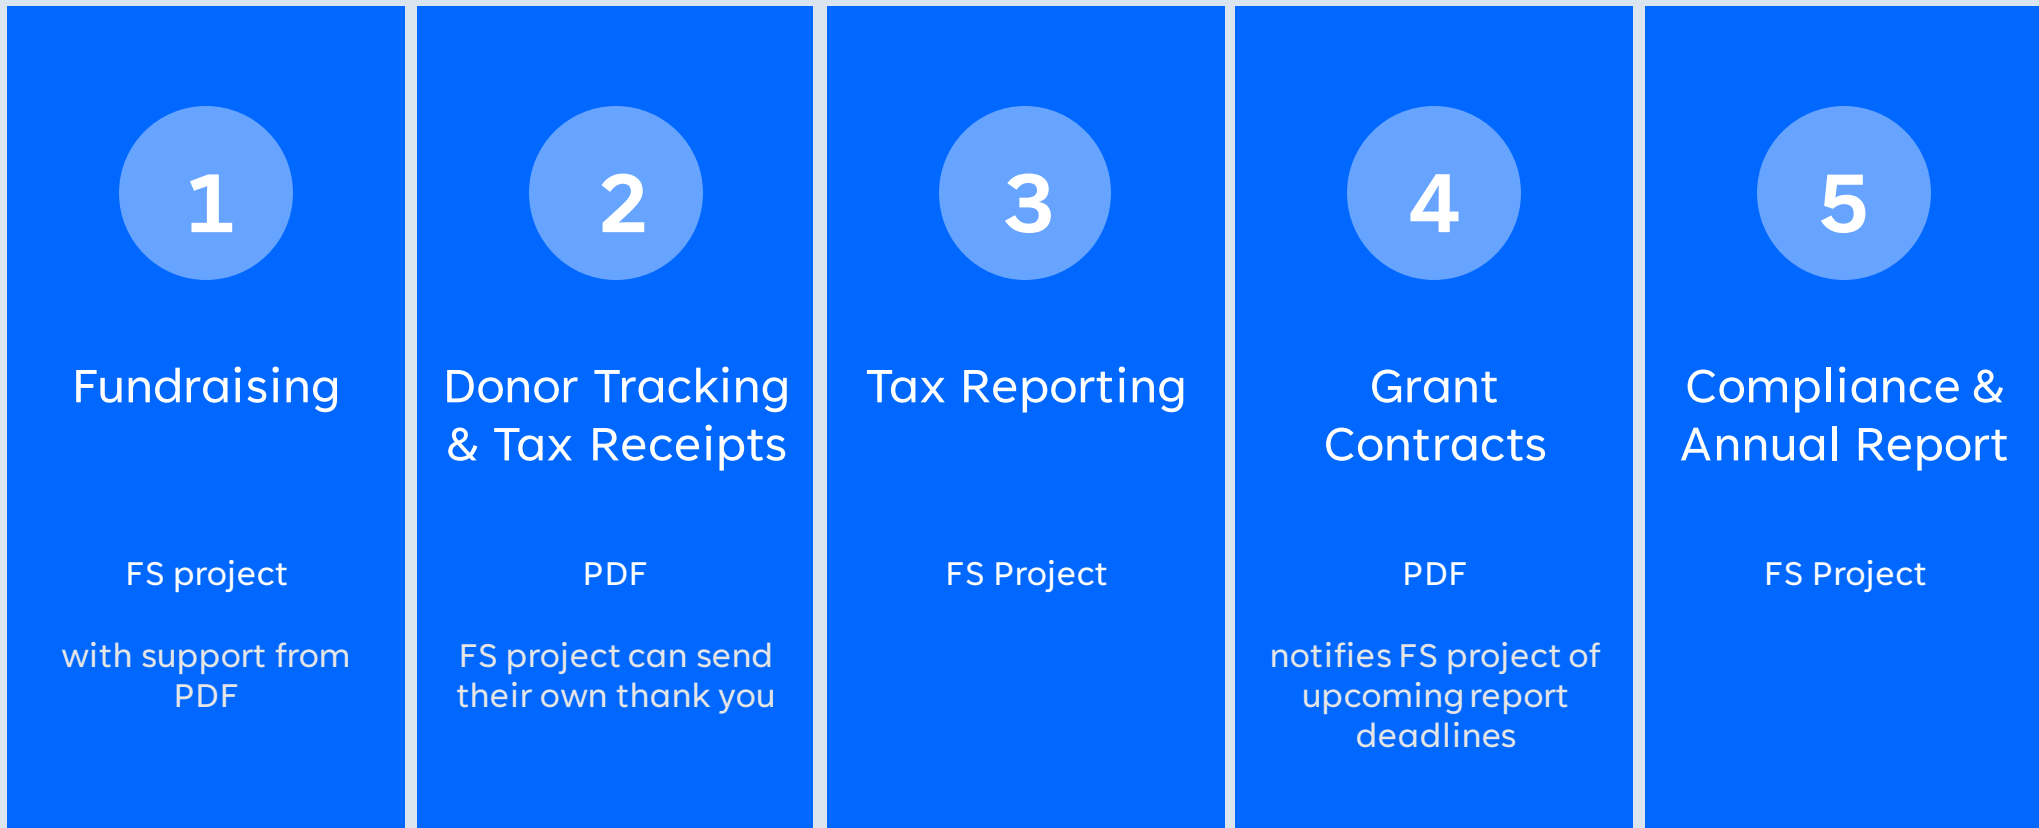 1
Fundraising
FS project
with support from
PDF
2
Donor Tracking
& Tax Receipts
PDF
FS project can send
their own thank you
3
Tax Reporting
FS Project
4
Grant
Contracts
PDF
notifies FS project of
upcoming report
deadlines
5
Compliance &
Annual Report
FS Project